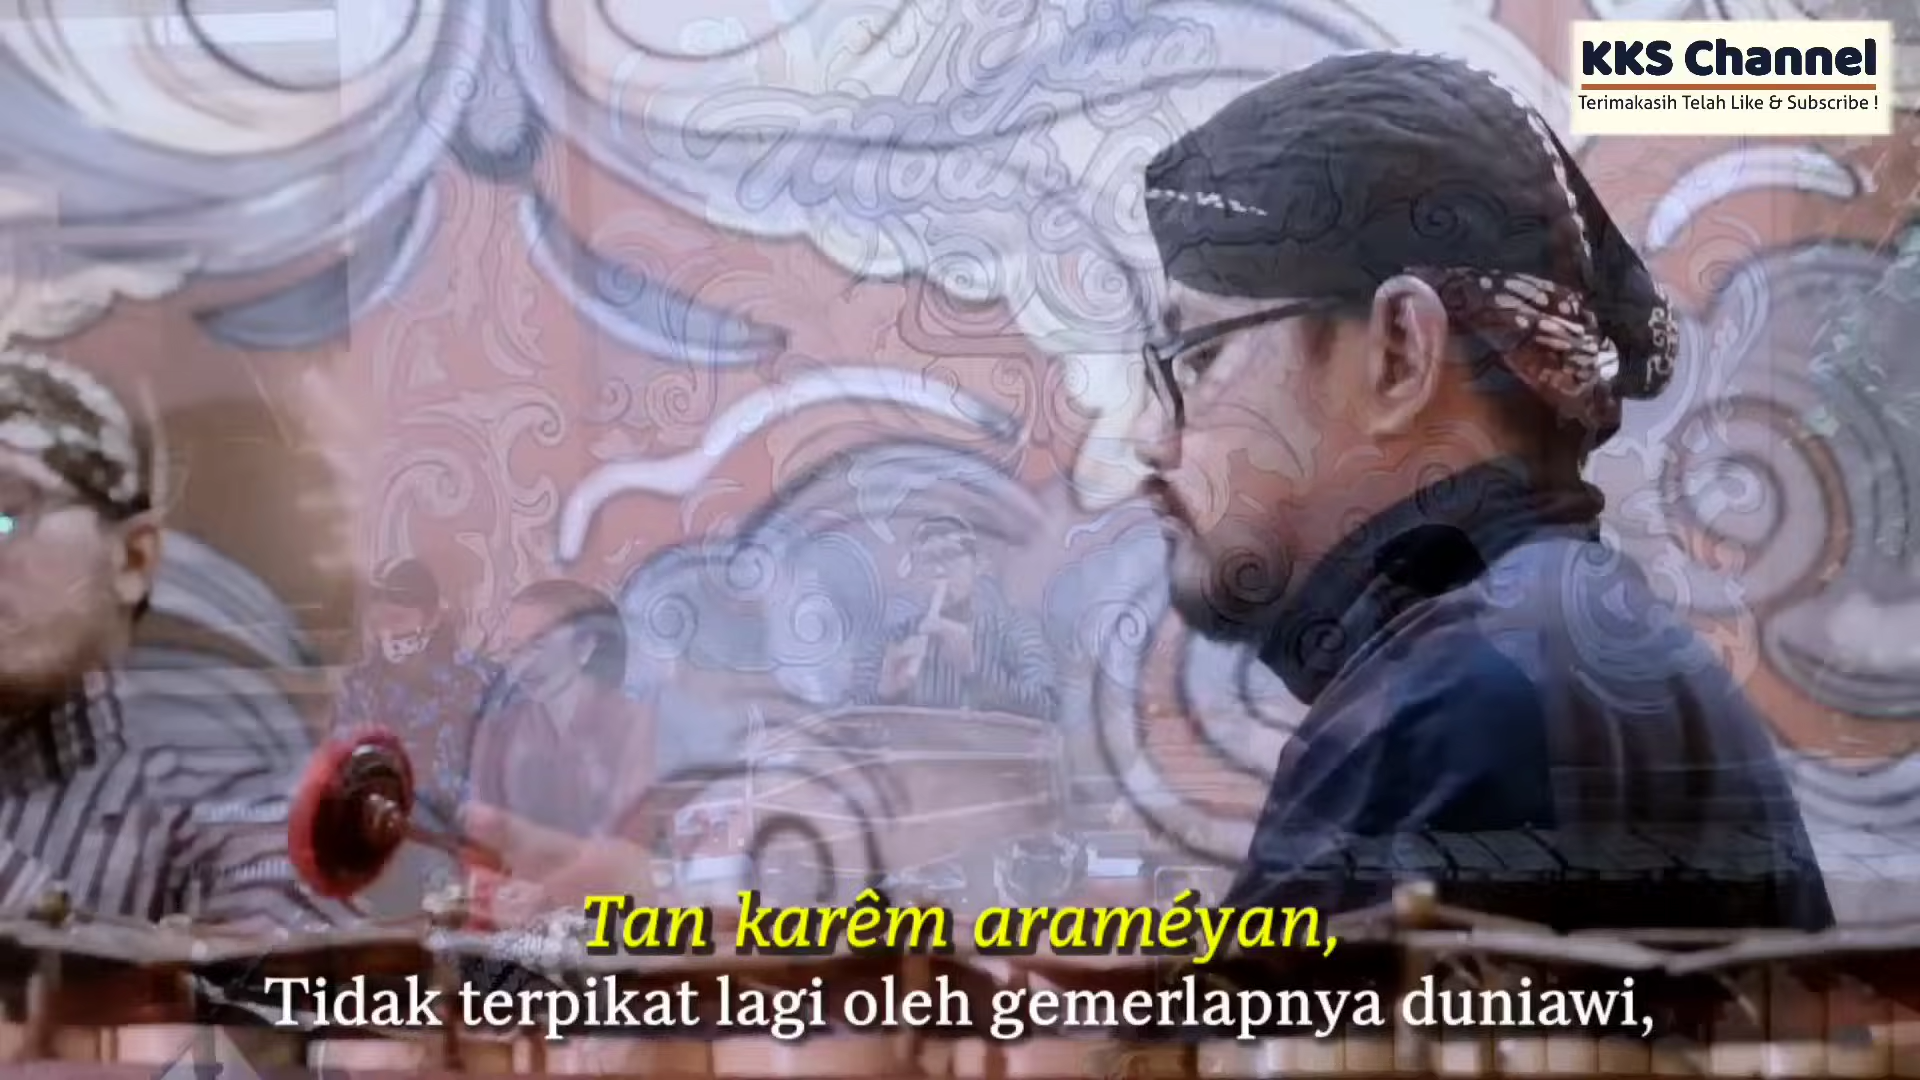 KKS Channel
Terimakasih Telah Like & Subscribe !
Tan karêm araméyan,
Tidak terpikat lagi oleh gemerlapnya duniawi,